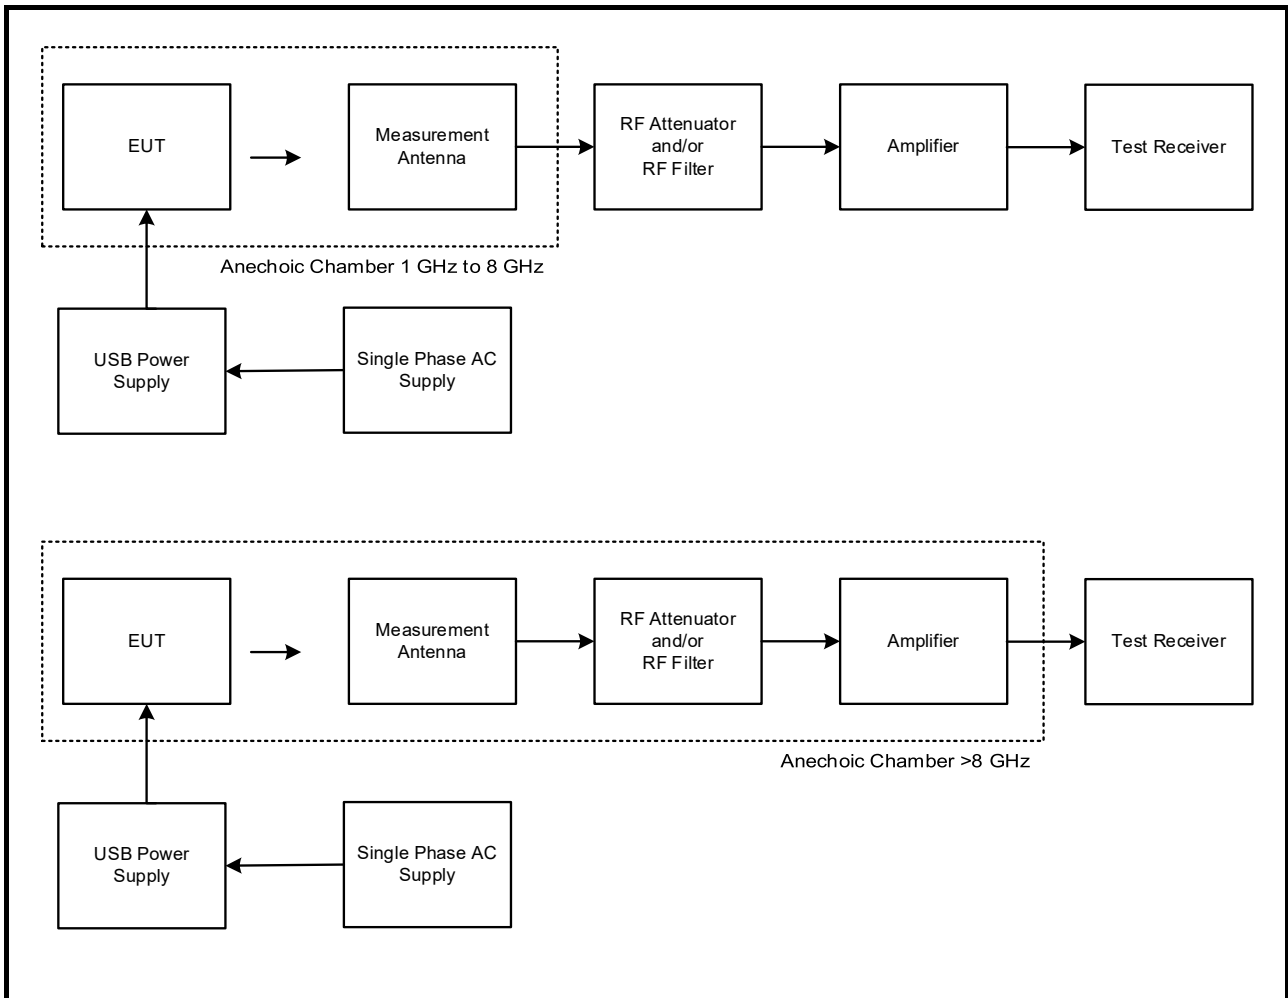 EUT
Measurement
Antenna
RF Attenuator
and/or
RF Filter
Amplifier
Test Receiver
Anechoic Chamber 1 GHz to 8 GHz
USB Power
Supply
Single Phase AC
Supply
EUT
Measurement
Antenna
RF Attenuator
and/or
RF Filter
Amplifier
Test Receiver
Anechoic Chamber >8 GHz
USB Power
Supply
Single Phase AC
Supply